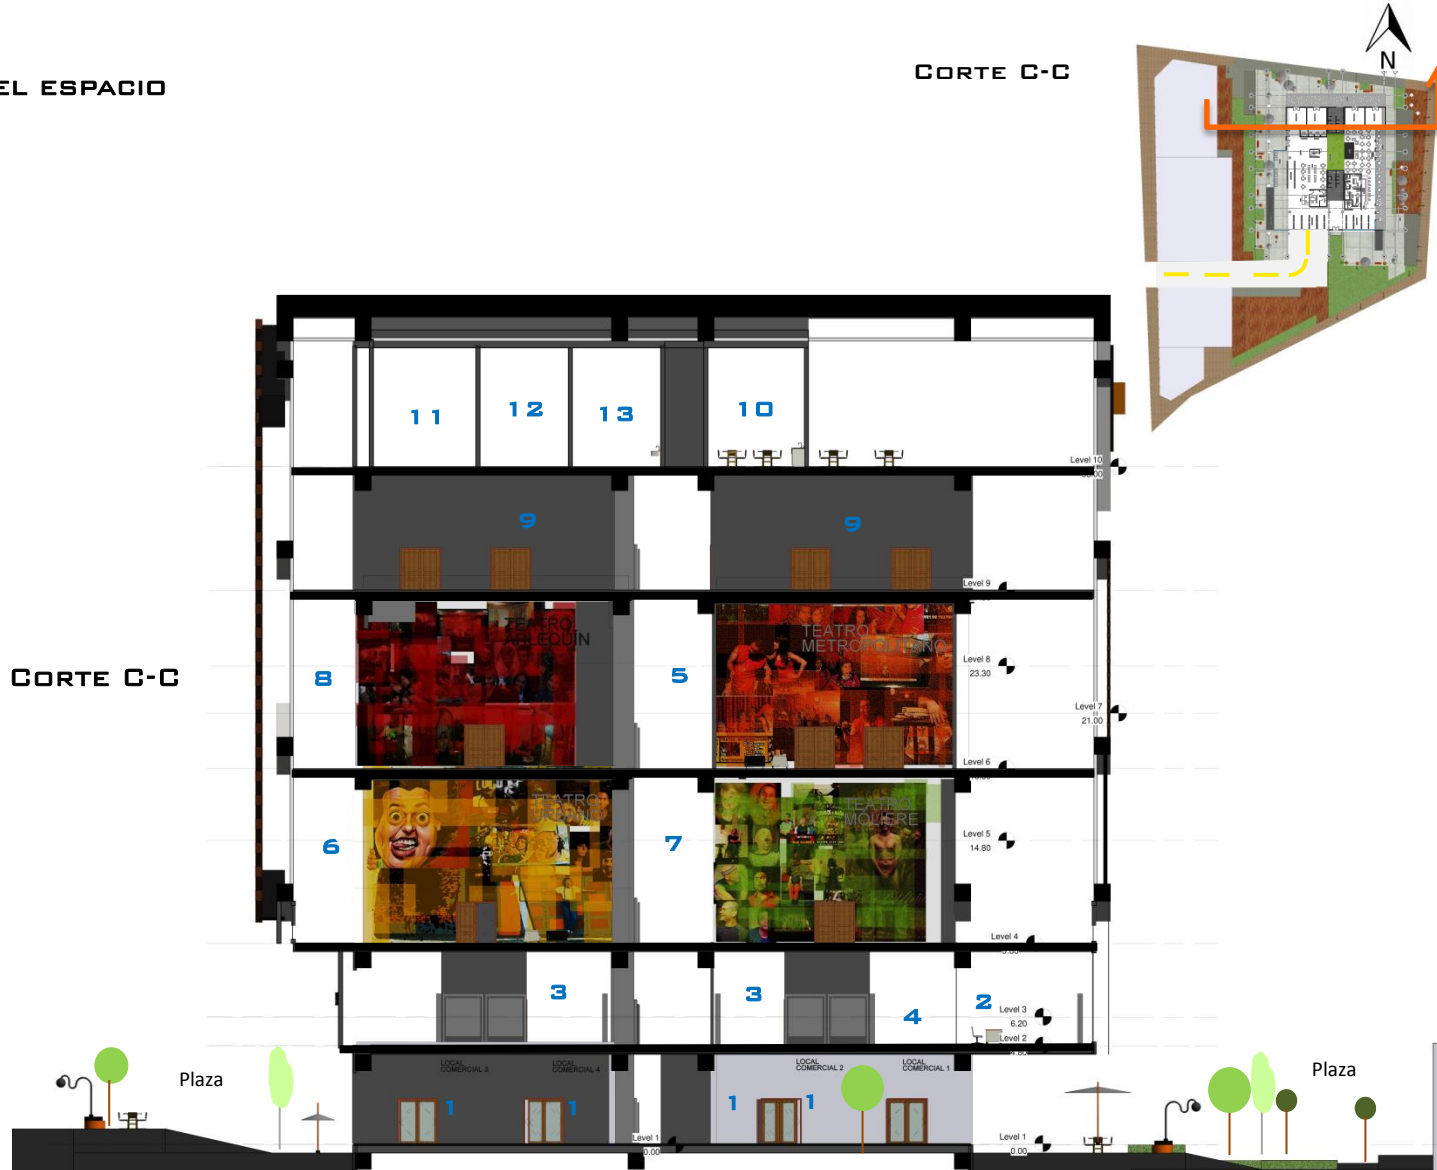 EL ESPACIO
CORTE C-C
N
11
12
13
10
Level 10
9
9
Level 9
TEATRO
ARLEQUÍN
TEATRO
METROPOLITANO
CORTE C-C
8
5
Level 8
23.30
Level 7
21.00
Level 6
TEATRO
URBANO
TEATRO
MOLIERE
6
7
Level 5
14.80
Level 4
3
3
4
2
Level 3
6.20
Level 2
LOCAL
COMERCIAL 3
LOCAL
COMERCIAL 4
LOCAL
COMERCIAL 2
LOCAL
COMERCIAL 1
Plaza
Plaza
1
1
1
1
Level 1
0.00
Level 1
0.00